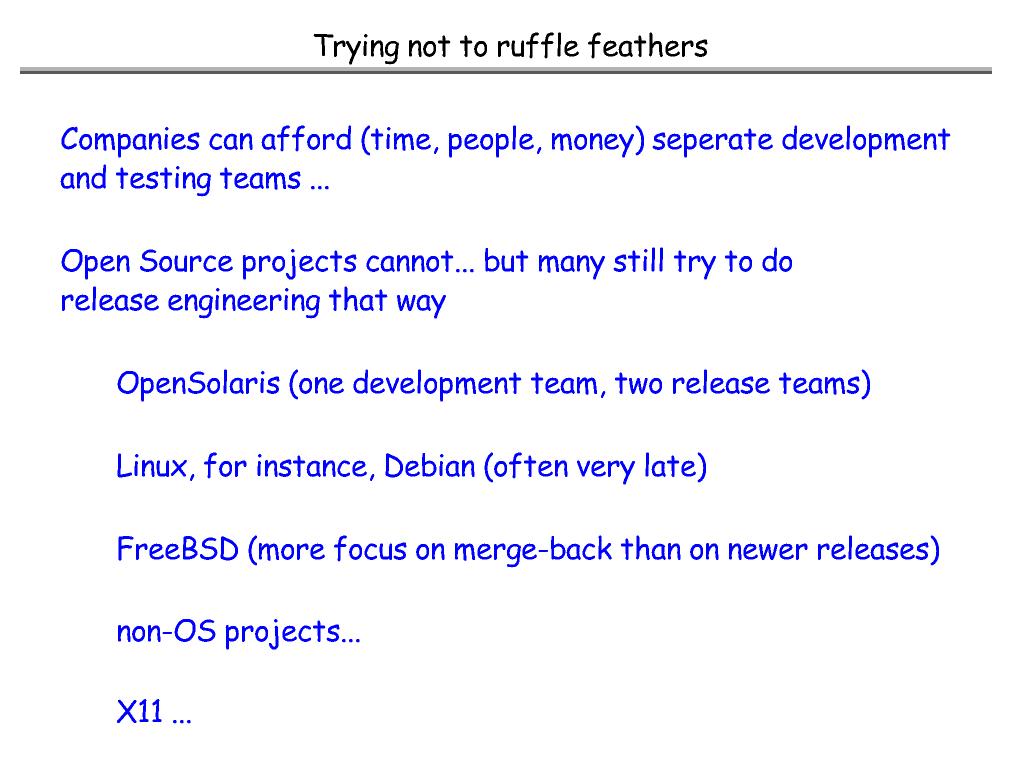 Trying not to ruffle feathers
Companies can afford (time, people, money) seperate development
and testing teams ...
Open Source projects cannot... but many still try to do
release engineering that way
OpenSolaris (one development team, two release teams)
Linux, for instance, Debian (often very late)
FreeBSD (more focus on merge-back than on newer releases)
non-OS projects...
X11 ...